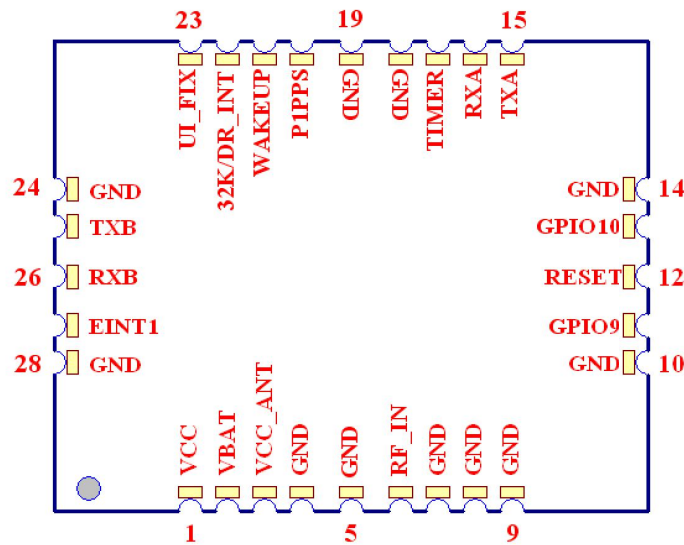 23
19
15
UI_FIX
32K/DR_INT
WAKEUP
P1PPS
GND
GND
TIMER
RXA
TXA
24
GND
TXB
26
RXB
EINT1
28
GND
GND
14
GPIO10
RESET
12
GPIO9
GND
10
VCC
VBAT
VCC_ANT
GND
GND
RF_IN
GND
GND
GND
1
5
9